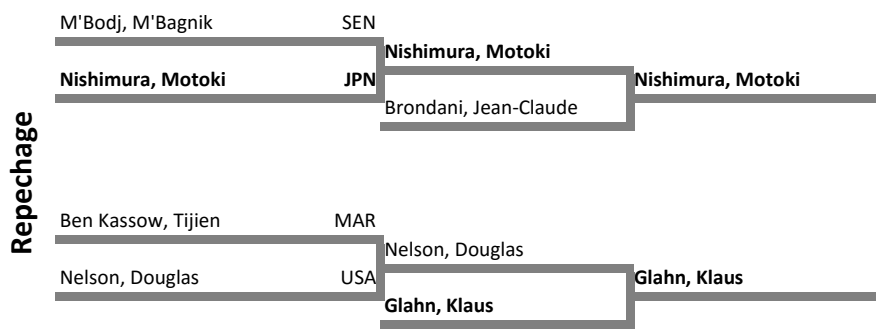 Repechage
M'Bodj, M'Bagnik SEN
Nishimura, Motoki
Nishimura, Motoki JPN
Nishimura, Motoki
Brondani, Jean-Claude
Ben Kassow, Tijien MAR
Nelson, Douglas
Nelson, Douglas USA
Glahn, Klaus
Glahn, Klaus